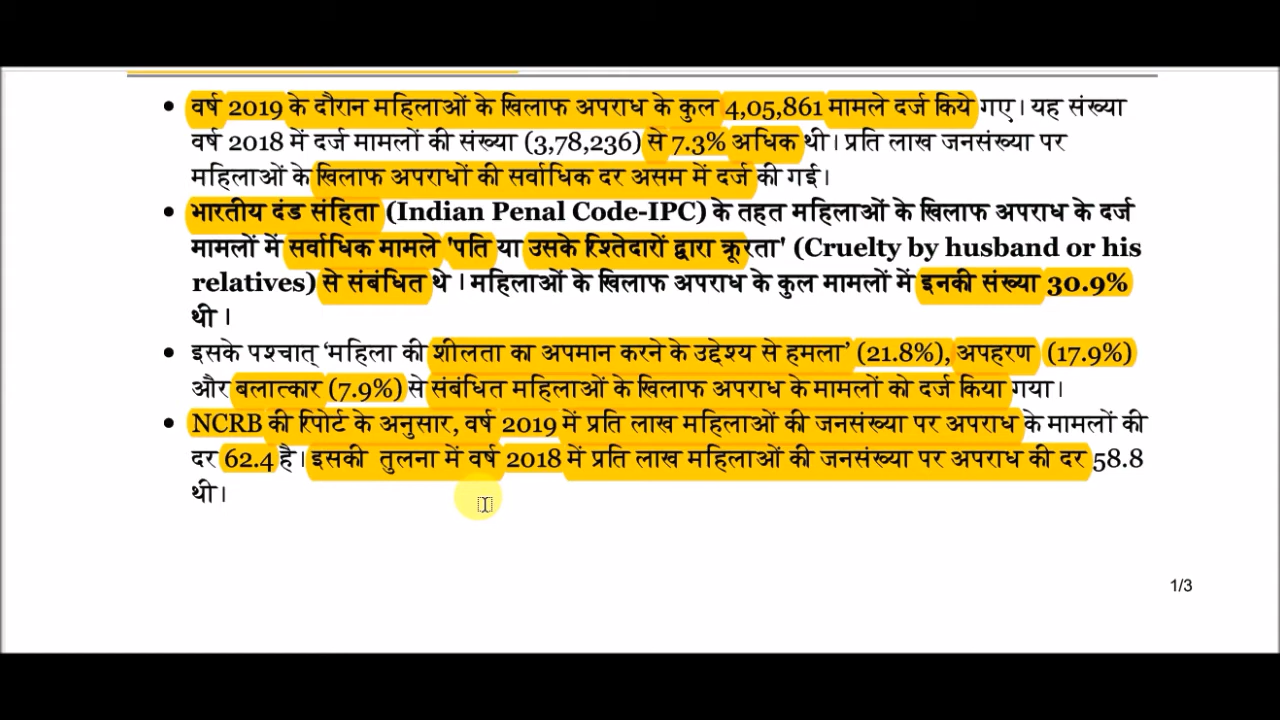 वर्ष 2019 के दौरान महिलाओं के खिलाफ अपराध के कुल 4,05,861 मामले दर्ज किये गए। यह संख्या
वर्ष 2018 में दर्ज मामलों की संख्या (3,78,236) से 7.3% अधिक थी। प्रति लाख जनसंख्या पर
महिलाओं के खिलाफ अपराधों की सर्वाधिक दर असम में दर्ज की गई।
भारतीय दंड संहिता (Indian Penal Code-IPC) के तहत महिलाओं के खिलाफ अपराध के दर्ज
मामलों में सर्वाधिक मामले 'पति या उसके रिश्तेदारों द्वारा क्रूरता' (Cruelty by husband or his
relatives) से संबंधित थे । महिलाओं के खिलाफ अपराध के कुल मामलों में इनकी संख्या 30.9%
थी ।
इसके पश्चात् ‘महिला की शीलता का अपमान करने के उद्देश्य से हमला’ (21.8%), अपहरण (17.9%)
और बलात्कार (7.9%) से संबंधित महिलाओं के खिलाफ अपराध के मामलों को दर्ज किया गया।
NCRB की रिपोर्ट के अनुसार, वर्ष 2019 में प्रति लाख महिलाओं की जनसंख्या पर अपराध के मामलों की
दर 62.4 है। इसकी तुलना में वर्ष 2018 में प्रति लाख महिलाओं की जनसंख्या पर अपराध की दर 58.8
थी।
1/3